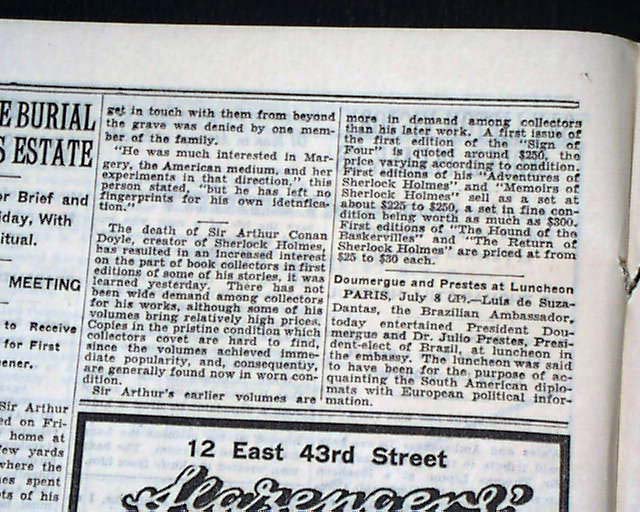 E BURIAL
S ESTATE
or Brief and
iday, With
itual.
MEETING
to Receive
for First
ener.
Sir Arthur
ed on Fri-
home at
few yards
where the
mes spent
ts of his
get in touch with them from beyond
the grave was denied by one mem-
ber of the family.
"He was much interested in Mar-
gery, the American medium, and her
experiments in that direction," this
person stated, "but he has left no
fingerprints for his own idetnifica-
tion."
The death of Sir Arthur Conan
Doyle, creator of Sherlock Holmes,
has resulted in an increased interest
on the part of book collectors in first
editions of some of his stories, it was
learned yesterday. There has not
been wide demand among collectors
for his works, although some of his
volumes bring relatively high prices.
Copies in the pristine condition which
collectors covet are hard to find,
since the volumes achieved imme-
diate popularity, and, consequently,
are generally found now in worn con-
dition.
Sir Arthur's earlier volumes are
more in demand among collectors
than his later work. A first issue of
the first edition of the "Sign of
Four" is quoted around $250, the
price varying according to condition.
First editions of his "Adventures of
Sherlock Holmes" and "Memoirs of
Sherlock Holmes" sell as a set at
about $225 to $250, a set in fine con-
dition being worth as much as $300.
First editions of "The Hound of the
Baskervilles" and "The Return of
Sherlock Holmes" are priced at from
$25 to $30 each.
Doumergue and Prestes at Luncheon
PARIS, July 8 (AP).—Luis de Suza-
Dantas, the Brazilian Ambassador,
today entertained President Dou-
mergue and Dr. Julio Prestes, Presi-
dent-elect of Brazil, at luncheon in
the embassy. The luncheon was said
to have been for the purpose of ac-
quainting the South American diplo-
mats with European political infor-
mation.
12 East 43rd Street